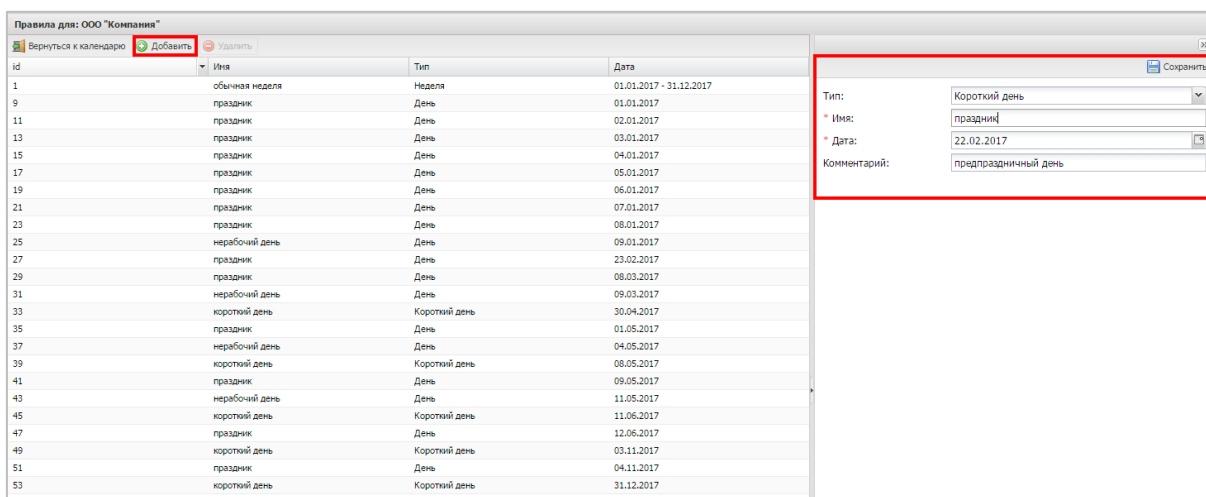 Правила для: ООО "Компания"
Вернуться к календарю Добавить Удалить
id Имя Тип Дата
1 обычная неделя Неделя 01.01.2017 - 31.12.2017
9 праздник День 01.01.2017
11 праздник День 02.01.2017
13 праздник День 03.01.2017
15 праздник День 04.01.2017
17 праздник День 05.01.2017
19 праздник День 06.01.2017
21 праздник День 07.01.2017
23 праздник День 08.01.2017
25 нерабочий день День 09.01.2017
27 праздник День 23.02.2017
29 праздник День 08.03.2017
31 нерабочий день День 09.03.2017
33 короткий день Короткий день 30.04.2017
35 праздник День 01.05.2017
37 нерабочий день День 04.05.2017
39 короткий день Короткий день 08.05.2017
41 праздник День 09.05.2017
43 нерабочий день День 11.05.2017
45 короткий день Короткий день 11.06.2017
47 праздник День 12.06.2017
49 короткий день Короткий день 03.11.2017
51 праздник День 04.11.2017
53 короткий день Короткий день 31.12.2017
Сохранить
Тип: Короткий день
* Имя: праздник
* Дата: 22.02.2017
Комментарий: предпраздничный день